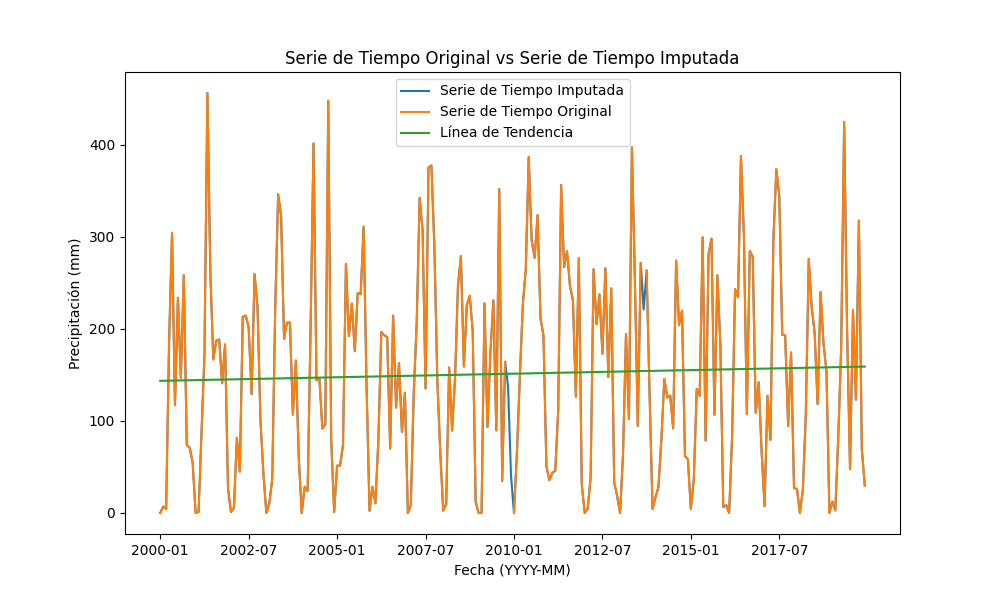 Serie de Tiempo Original vs Serie de Tiempo Imputada
Serie de Tiempo Imputada
Serie de Tiempo Original
Línea de Tendencia
Precipitación (mm)
400
300
200
100
0
2000-01 2002-07 2005-01 2007-07 2010-01 2012-07 2015-01 2017-07
Fecha (YYYY-MM)